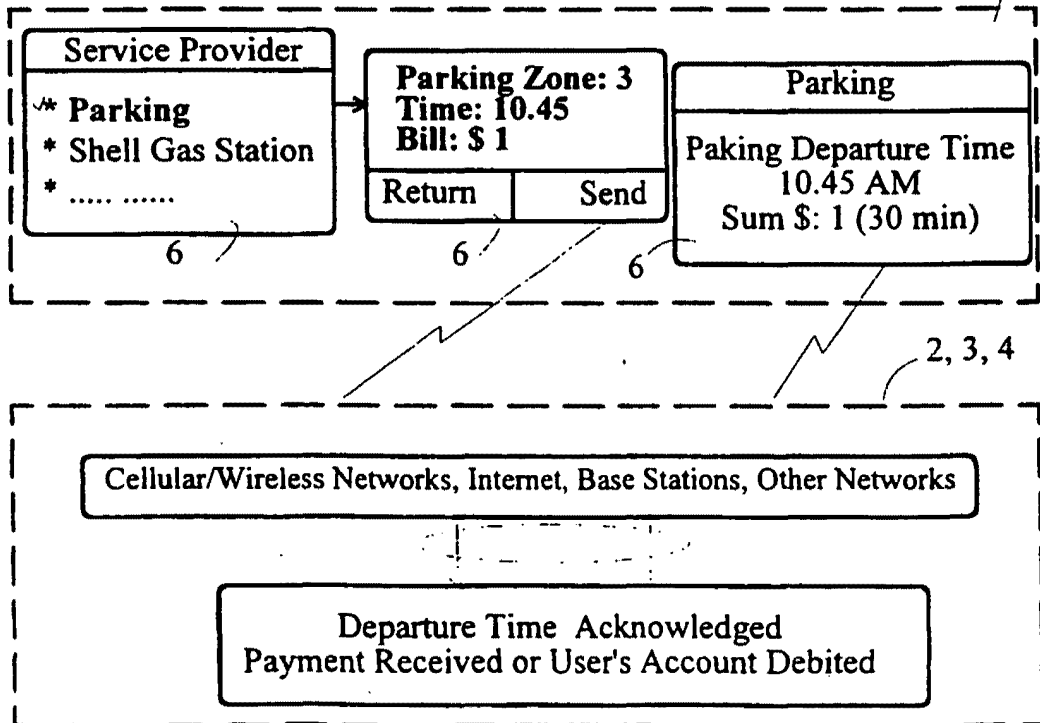 Service Provider
* Parking
* Shell Gas Station
* ..... ......
6
Parking Zone: 3
Time: 10.45
Bill: $ 1
Return
Send
6
Parking
Paking Departure Time
10.45 AM
Sum $: 1 (30 min)
6
2, 3, 4
Cellular/Wireless Networks, Internet, Base Stations, Other Networks
Departure Time Acknowledged
Payment Received or User's Account Debited